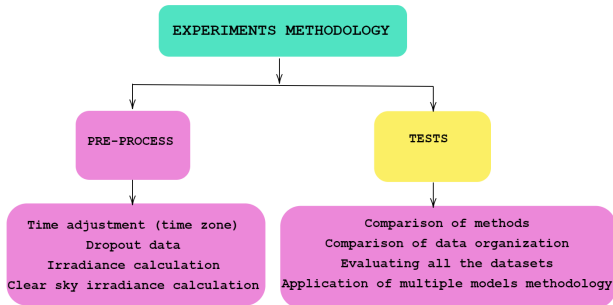 EXPERIMENTS METHODOLOGY
PRE-PROCESS
TESTS
Time adjustment (time zone)
Dropout data
Irradiance calculation
Clear sky irradiance calculation
Comparison of methods
Comparison of data organization
Evaluating all the datasets
Application of multiple models methodology